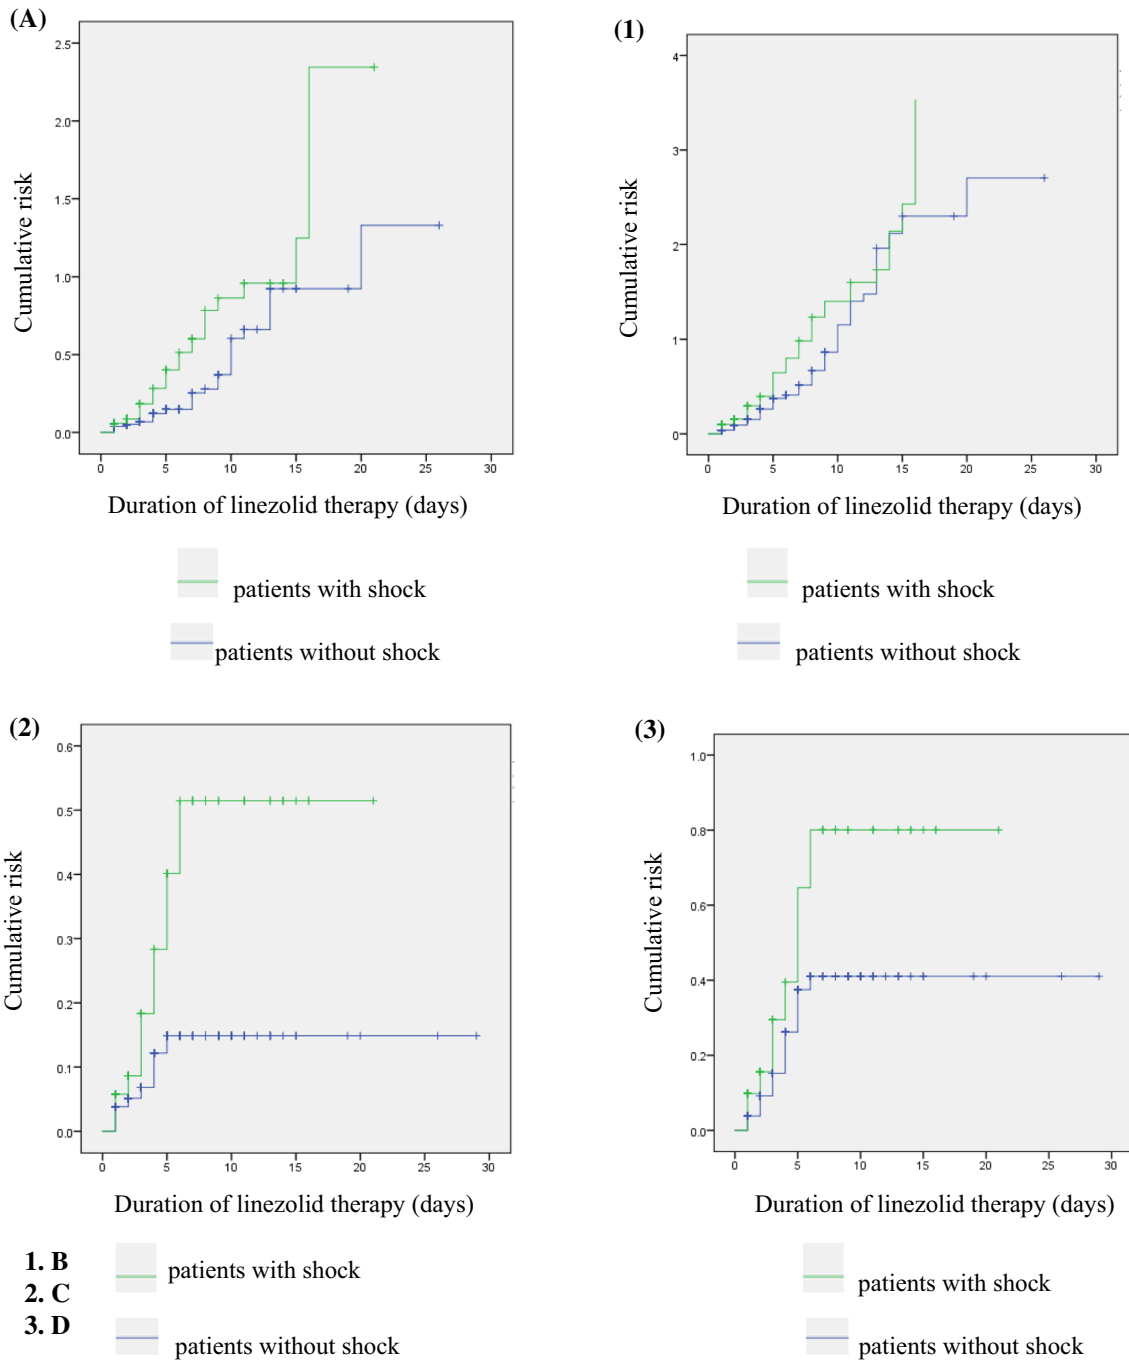 (A)
2.5
2.0
1.5
1.0
0.5
0.0
0 5 10 15 20 25 30
Cumulative risk
Duration of linezolid therapy (days)
patients with shock
patients without shock
(1)
4
3
2
1
0
0 5 10 15 20 25 30
Cumulative risk
Duration of linezolid therapy (days)
patients with shock
patients without shock
(2)
0.6
0.5
0.4
0.3
0.2
0.1
0.0
0 5 10 15 20 25 30
Cumulative risk
Duration of linezolid therapy (days)
patients with shock
patients without shock
(3)
1.0
0.8
0.6
0.4
0.2
0.0
0 5 10 15 20 25 30
Cumulative risk
Duration of linezolid therapy (days)
patients with shock
patients without shock
1. B
2. C
3. D